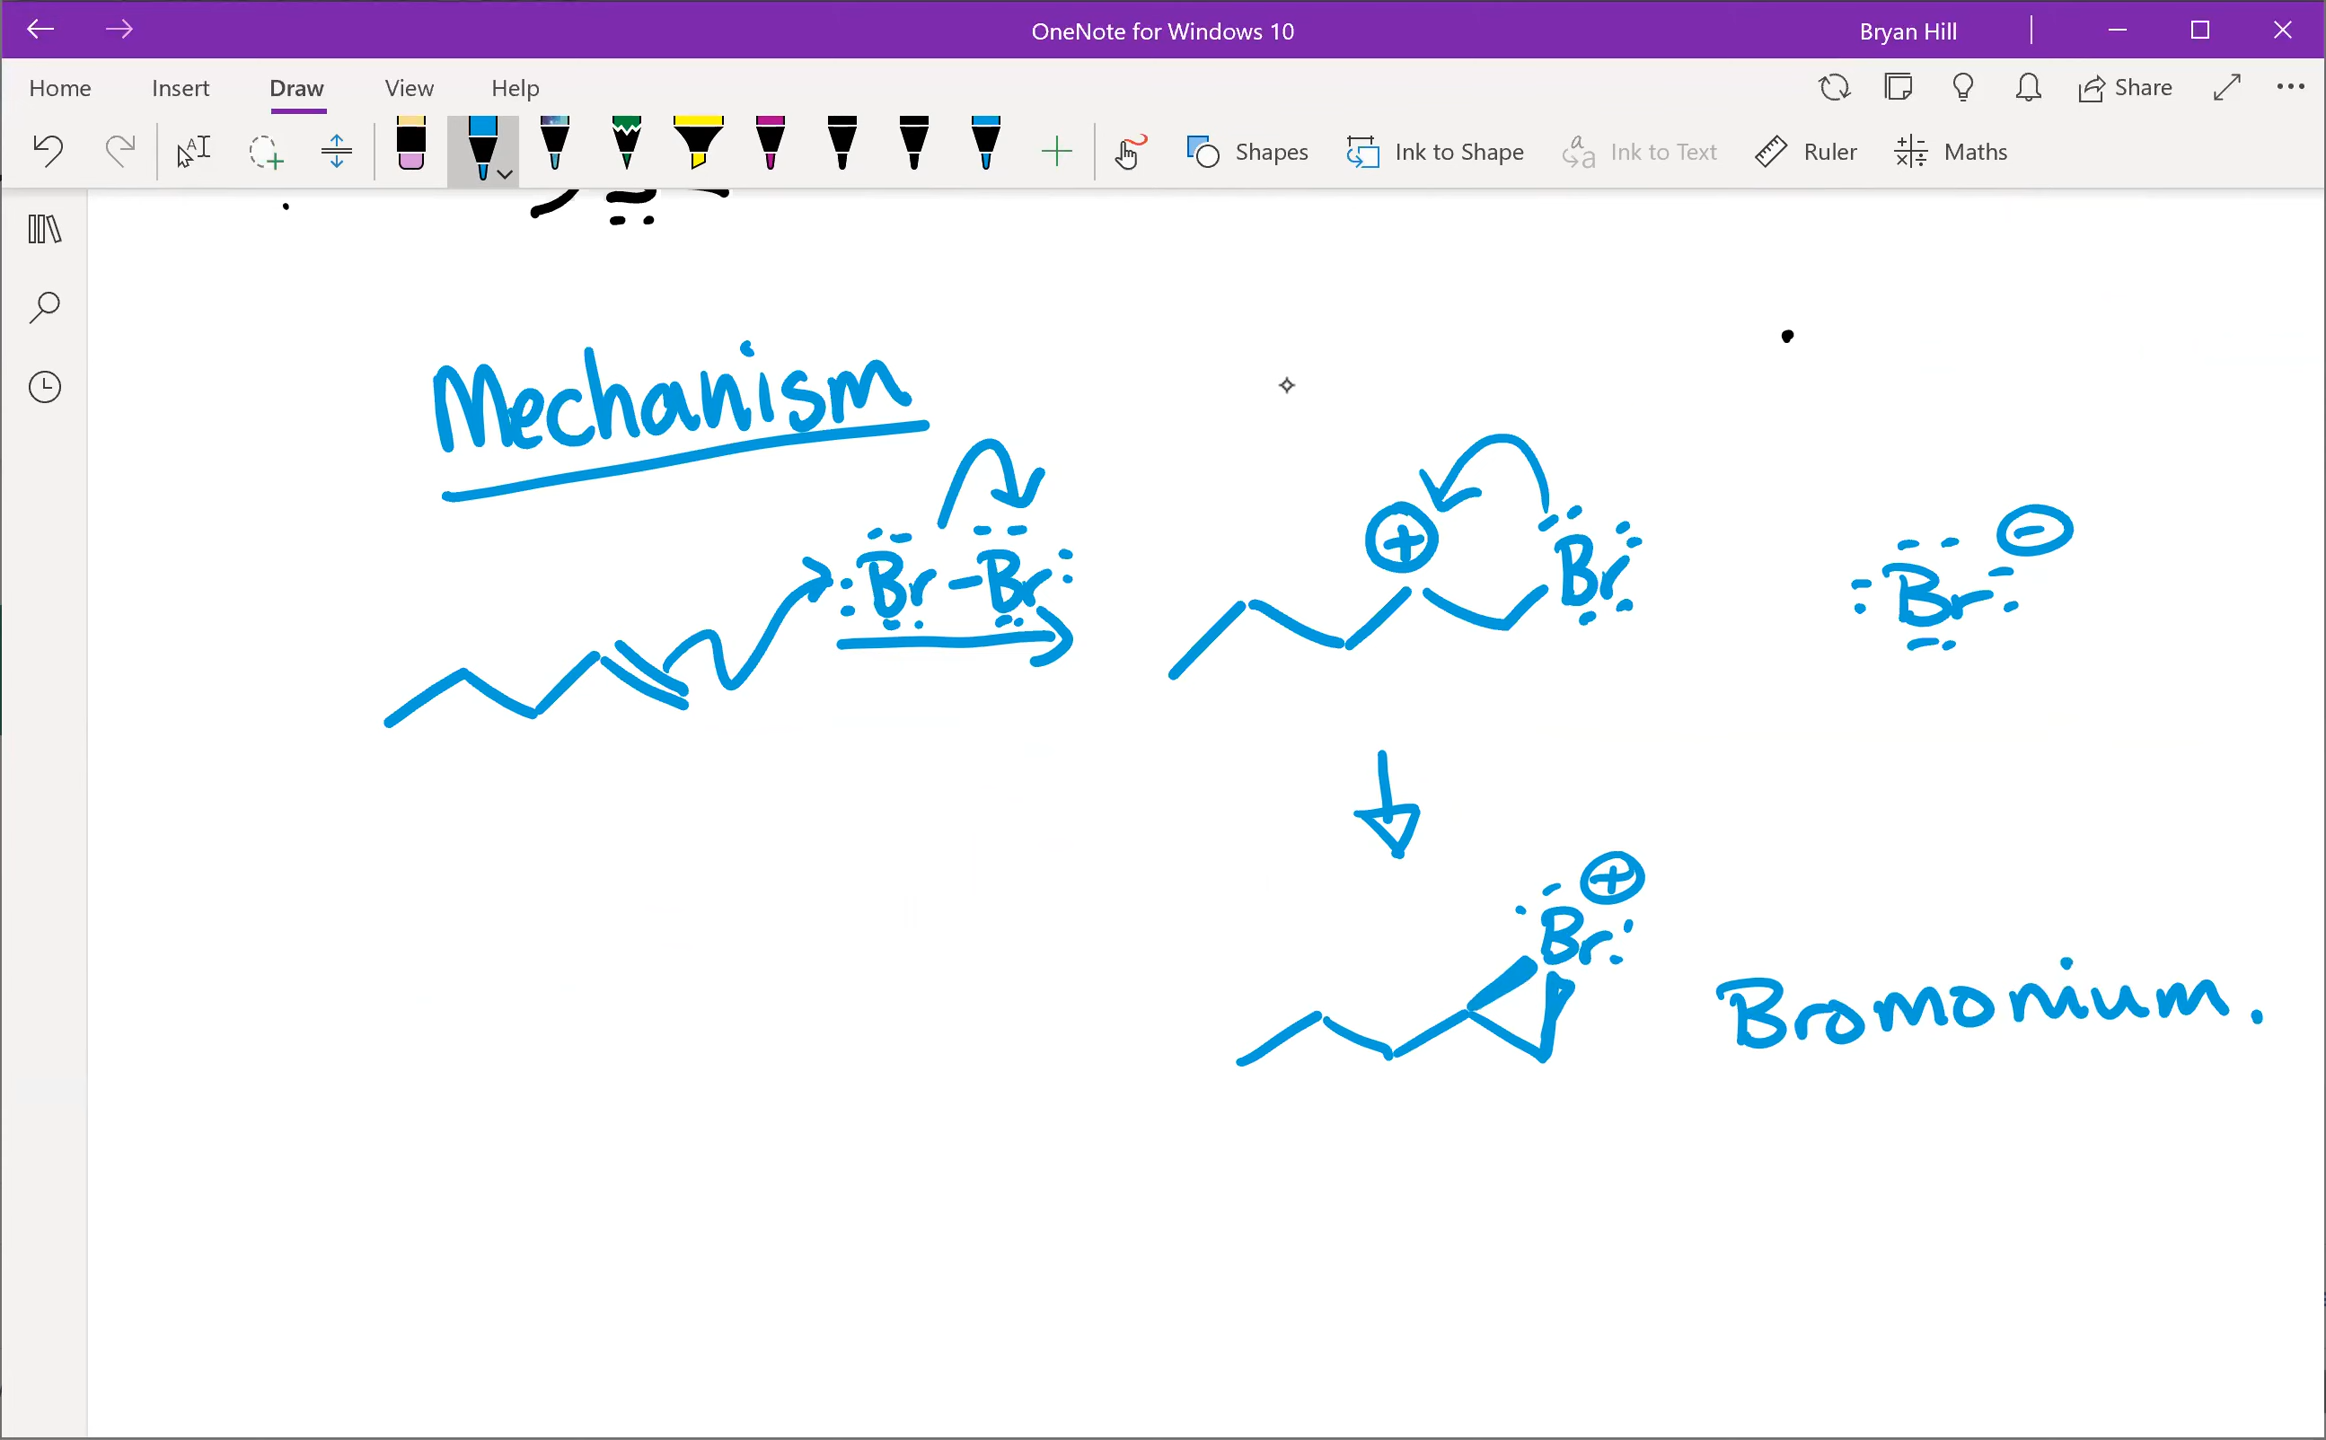 OneNote for Windows 10
Bryan Hill
Home Insert Draw View Help
Share
Shapes Ink to Shape Ink to Text Ruler Maths
Mechanism
Br - Br
+
Br
Br
-
+
Br
Bromonium.